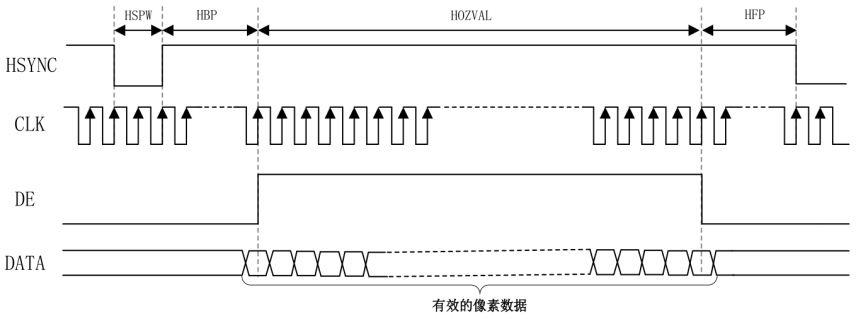 HSPW HBP HOZVAL HFP
HSYNC
CLK
DE
DATA
有效的像素数据